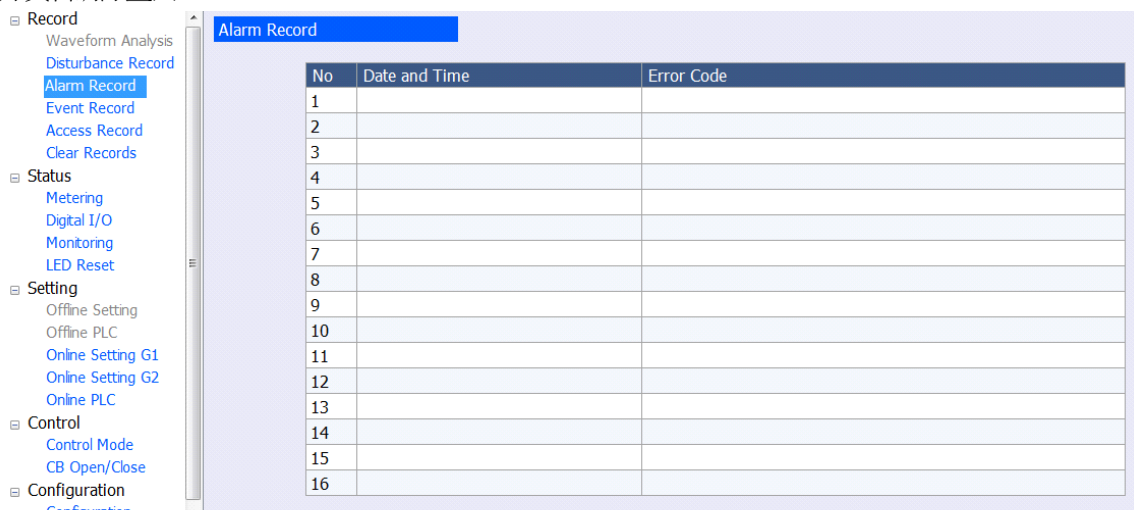 Record
Waveform Analysis
Disturbance Record
Alarm Record
Event Record
Access Record
Clear Records
Status
Metering
Digital I/O
Monitoring
LED Reset
Setting
Offline Setting
Offline PLC
Online Setting G1
Online Setting G2
Online PLC
Control
Control Mode
CB Open/Close
Configuration
Alarm Record
No Date and Time Error Code
1
2
3
4
5
6
7
8
9
10
11
12
13
14
15
16